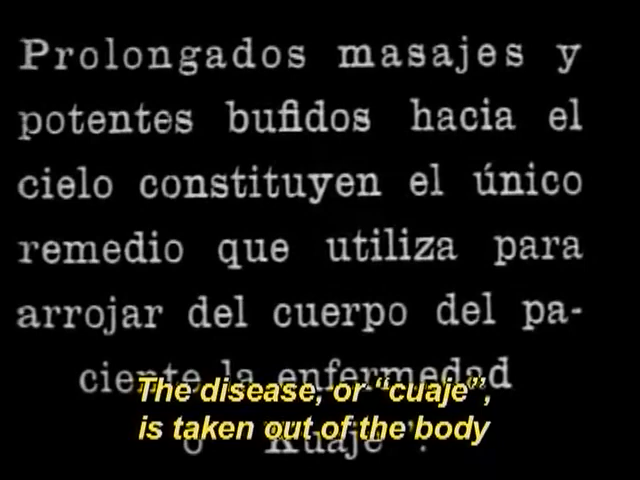 Prolongados masajes y
potentes bufidos hacia el
cielo constituyen el único
remedio que utiliza para
arrojar del cuerpo del pa-
ciente la enfermedad
o "Kuaje".
The disease, or "cuaje",
is taken out of the body